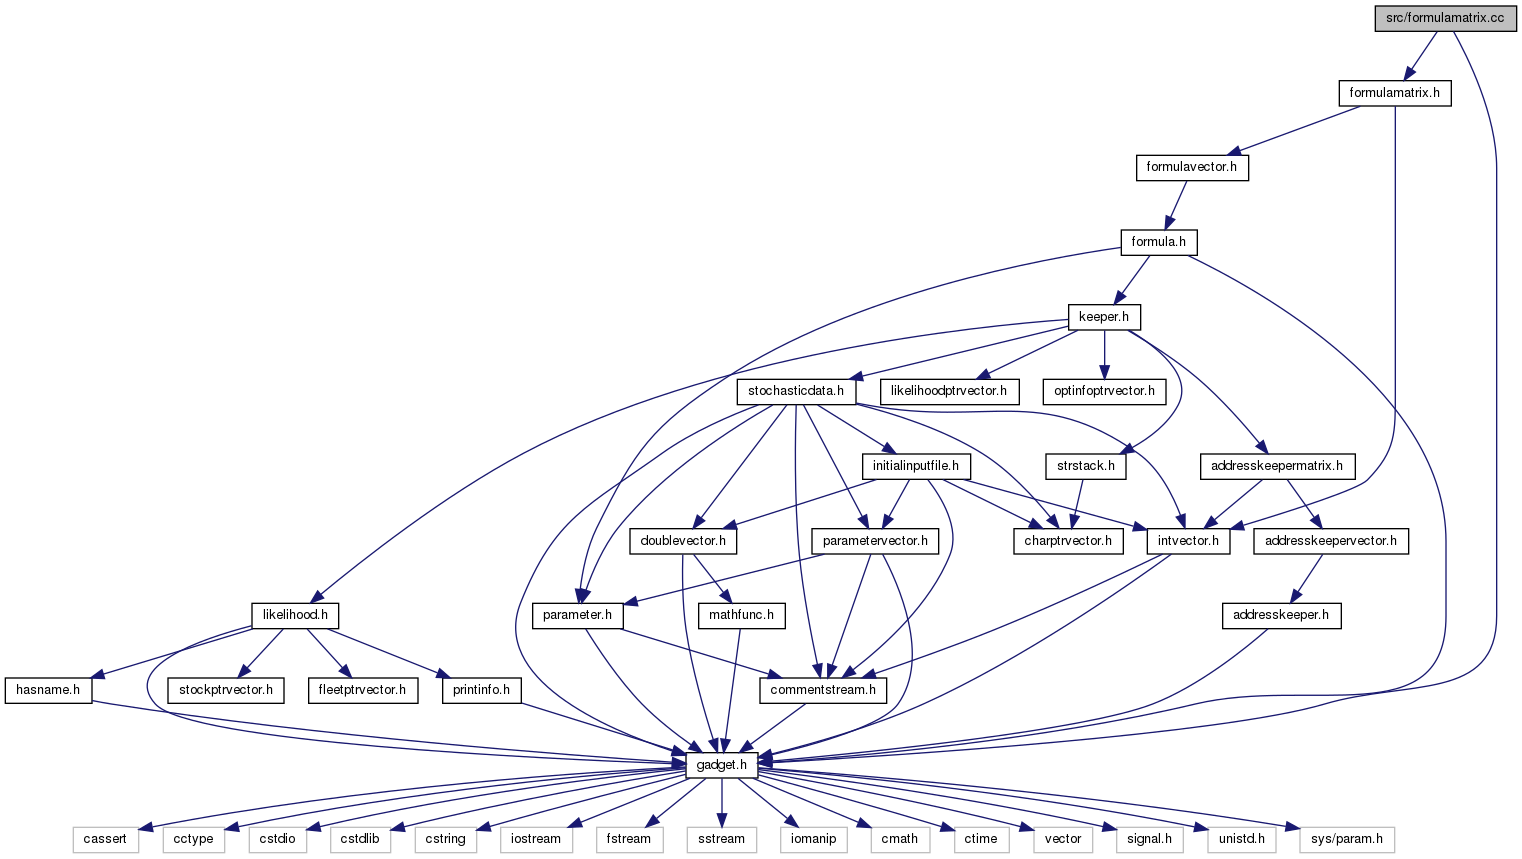 src/formulamatrix.cc
formulamatrix.h
formulavector.h
formula.h
keeper.h
stochasticdata.h
likelihoodptrvector.h
optinfoptrvector.h
initialinputfile.h
strstack.h
addresskeepermatrix.h
doublevector.h
parametervector.h
charptrvector.h
intvector.h
addresskeepervector.h
likelihood.h
parameter.h
mathfunc.h
addresskeeper.h
hasname.h
stockptrvector.h
fleetptrvector.h
printinfo.h
commentstream.h
gadget.h
cassert
cctype
cstdio
cstdlib
cstring
iostream
fstream
sstream
iomanip
cmath
ctime
vector
signal.h
unistd.h
sys/param.h